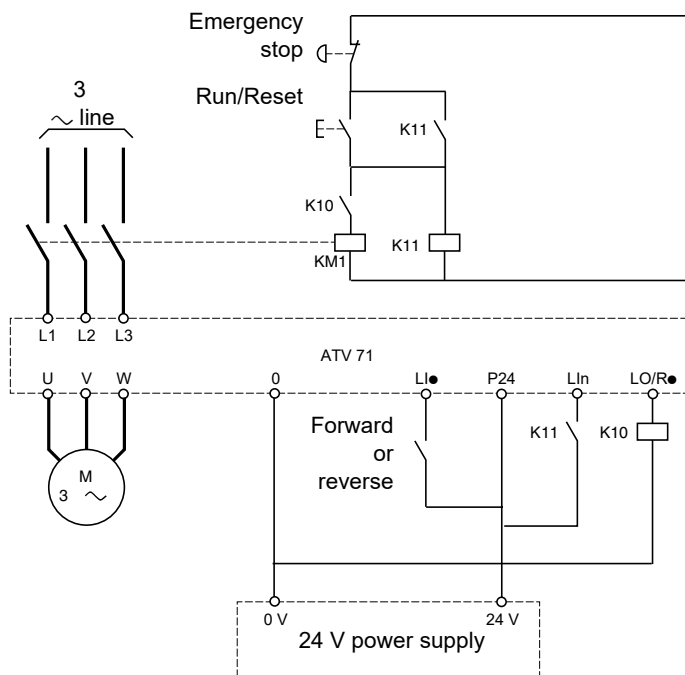 Emergency
stop
3
~ line
Run/Reset
K11
K10
KM1
K11
L1 L2 L3
ATV 71
U V W 0 LI● P24 LIn LO/R●
Forward
or
reverse
K11
K10
M
3 ~
0 V
24 V
24 V power supply